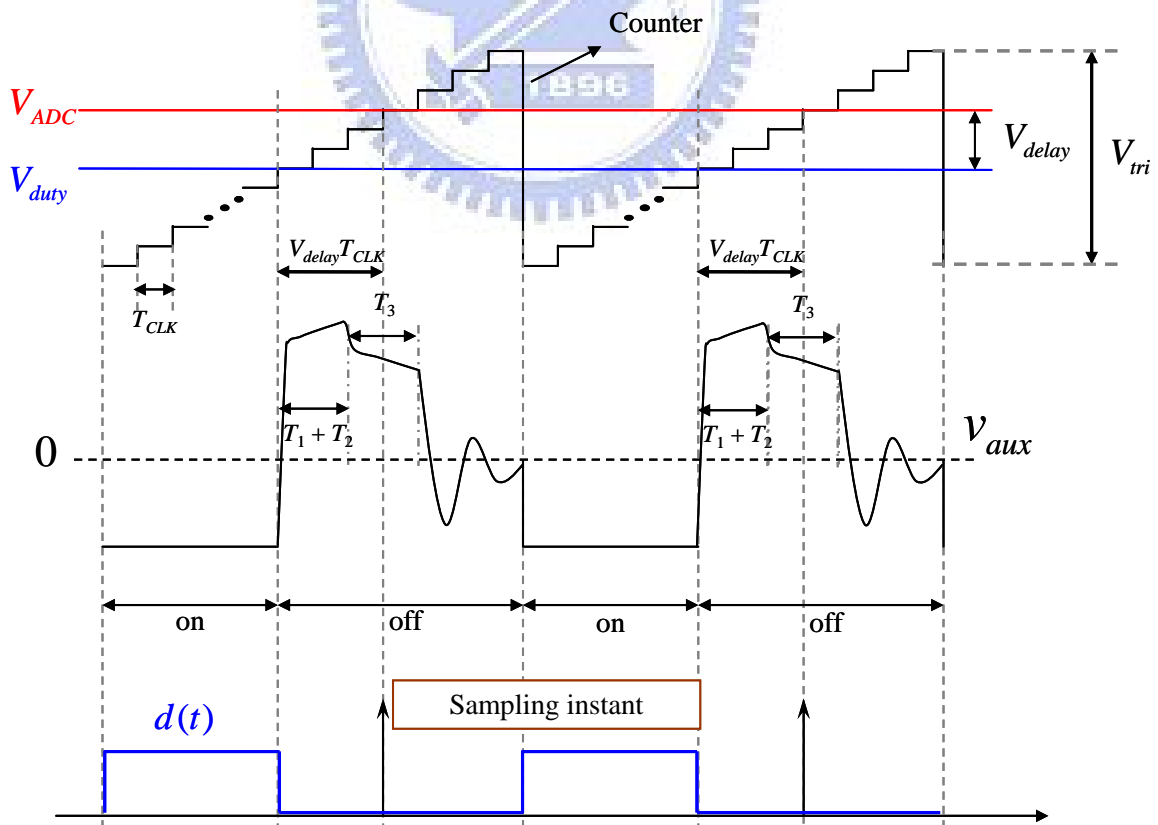 Counter
1896
V_ADC
V_delay
V_tri
V_duty
V_delay T_CLK
V_delay T_CLK
T_CLK
T_3
T_3
T_1 + T_2
T_1 + T_2
0
v_aux
on
off
on
off
Sampling instant
d(t)